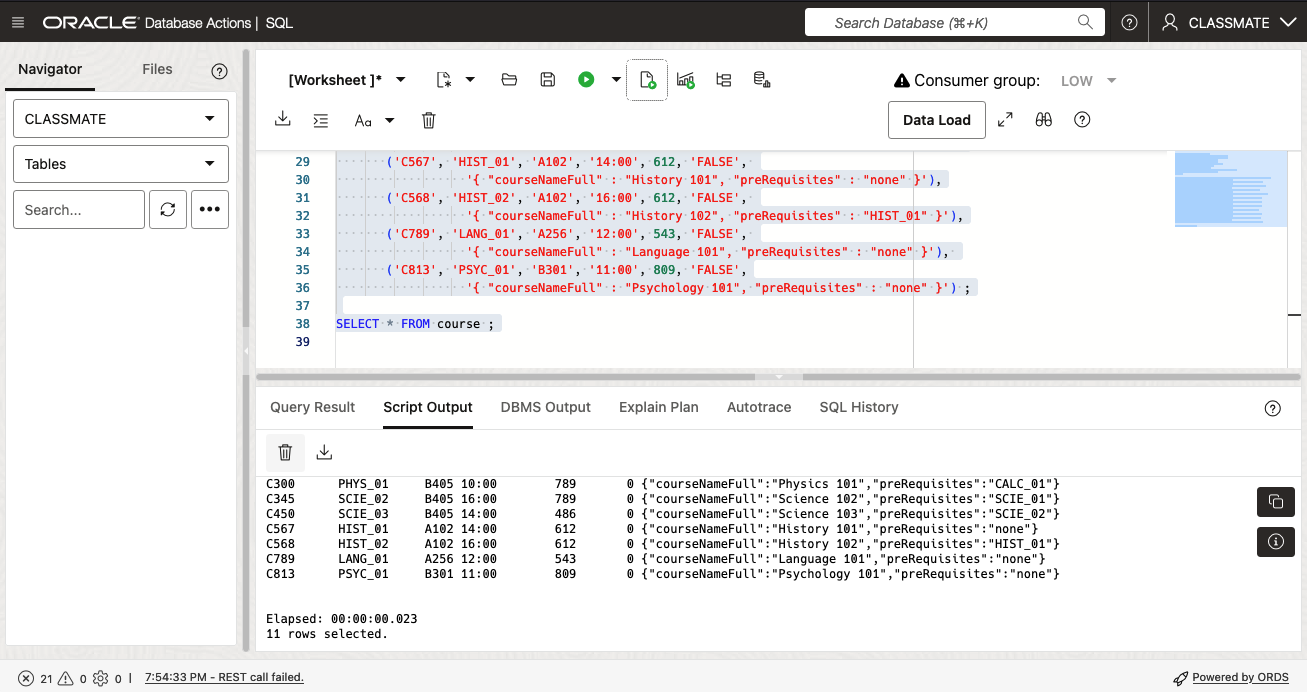 ORACLE Database Actions | SQL
Search Database (⌘+K)
CLASSMATE
Navigator
Files
CLASSMATE
Tables
Search...
[Worksheet ]*
Consumer group: LOW
Aa
Data Load
29 ('C567', 'HIST_01', 'A102', '14:00', 612, 'FALSE',
30 '{ "courseNameFull" : "History 101", "preRequisites" : "none" }'),
31 ('C568', 'HIST_02', 'A102', '16:00', 612, 'FALSE',
32 '{ "courseNameFull" : "History 102", "preRequisites" : "HIST_01" }'),
33 ('C789', 'LANG_01', 'A256', '12:00', 543, 'FALSE',
34 '{ "courseNameFull" : "Language 101", "preRequisites" : "none" }'),
35 ('C813', 'PSYC_01', 'B301', '11:00', 809, 'FALSE',
36 '{ "courseNameFull" : "Psychology 101", "preRequisites" : "none" }') ;
37
38 SELECT * FROM course ;
39
Query Result Script Output DBMS Output Explain Plan Autotrace SQL History
C300 PHYS_01 B405 10:00 789 0 {"courseNameFull":"Physics 101","preRequisites":"CALC_01"}
C345 SCIE_02 B405 16:00 789 0 {"courseNameFull":"Science 102","preRequisites":"SCIE_01"}
C450 SCIE_03 B405 14:00 486 0 {"courseNameFull":"Science 103","preRequisites":"SCIE_02"}
C567 HIST_01 A102 14:00 612 0 {"courseNameFull":"History 101","preRequisites":"none"}
C568 HIST_02 A102 16:00 612 0 {"courseNameFull":"History 102","preRequisites":"HIST_01"}
C789 LANG_01 A256 12:00 543 0 {"courseNameFull":"Language 101","preRequisites":"none"}
C813 PSYC_01 B301 11:00 809 0 {"courseNameFull":"Psychology 101","preRequisites":"none"}
Elapsed: 00:00:00.023
11 rows selected.
21 0 0 | 7:54:33 PM - REST call failed.
Powered by ORDS